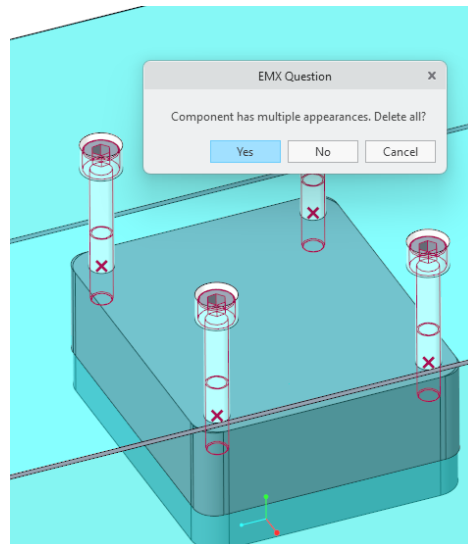 EMX Question
Component has multiple appearances. Delete all?
Yes No Cancel